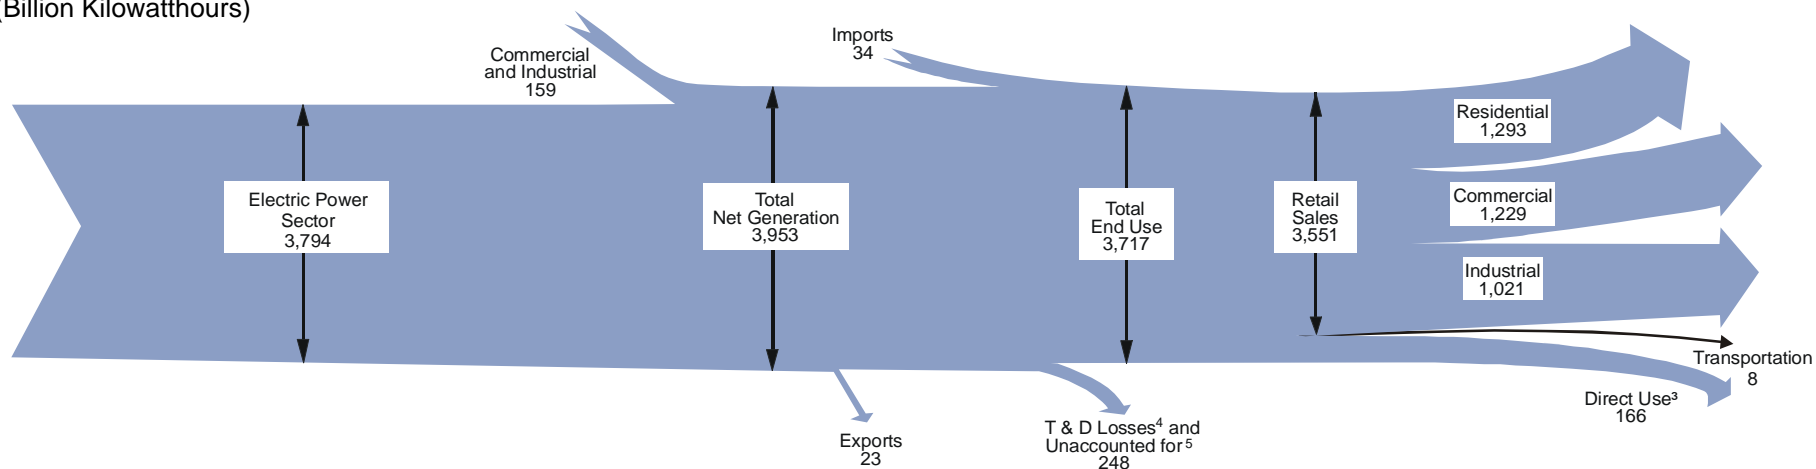 (Billion Kilowatthours)
Commercial
and Industrial
159
Imports
34
Electric Power
Sector
3,794
Total
Net Generation
3,953
Total
End Use
3,717
Retail
Sales
3,551
Residential
1,293
Commercial
1,229
Industrial
1,021
Transportation
8
Direct Use³
166
Exports
23
T & D Losses⁴ and
Unaccounted for⁵
248